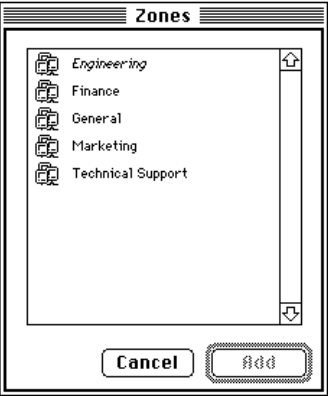 Zones
Engineering
Finance
General
Marketing
Technical Support
Cancel
Add